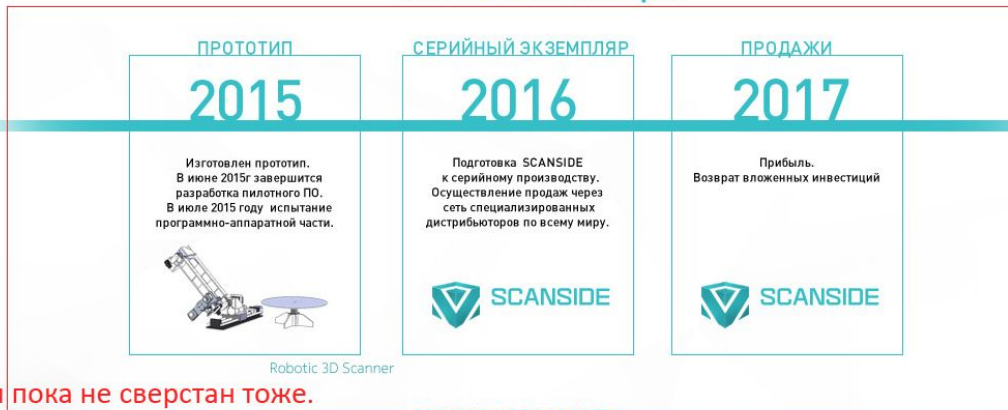 ПРОТОТИП
2015
Изготовлен прототип.
В июне 2015г завершится
разработка пилотного ПО.
В июле 2015 году испытание
программно-аппаратной части.
СЕРИЙНЫЙ ЭКЗЕМПЛЯР
2016
Подготовка SCANSIDE
к серийному производству.
Осуществление продаж через
сеть специализированных
дистрибьюторов по всему миру.
SCANSIDE
ПРОДАЖИ
2017
Прибыль.
Возврат вложенных инвестиций
SCANSIDE
Robotic 3D Scanner
пока не сверстан тоже.